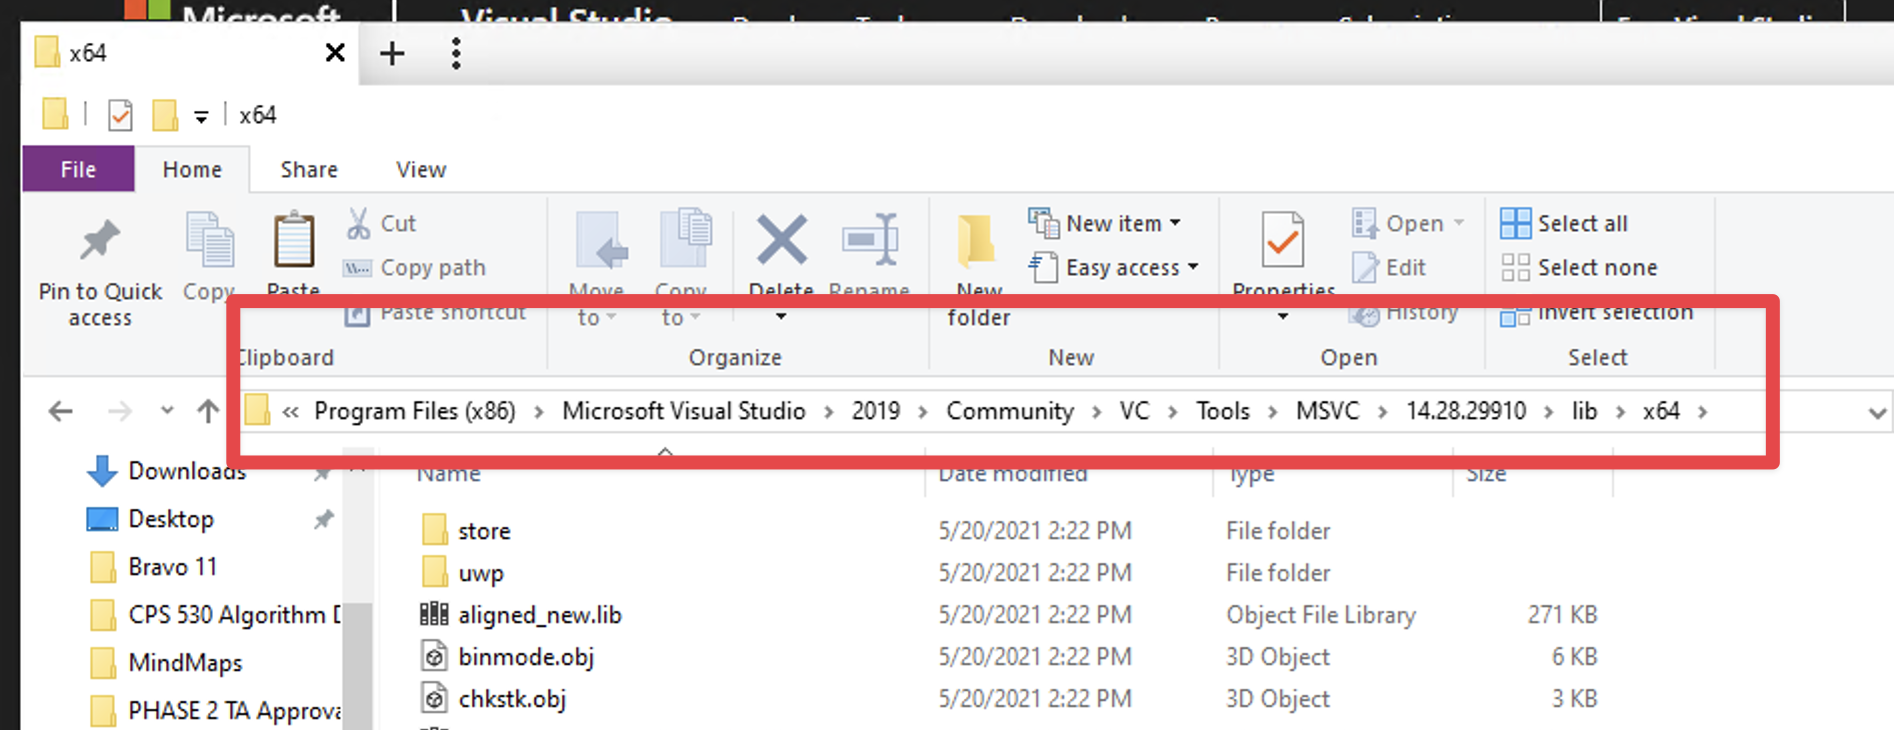 Microsoft
Visual Studio
x64
x64
File Home Share View
Pin to Quick access
Copy
Paste
Cut
Copy path
Paste shortcut
Clipboard
Move to
Copy to
Delete
Rename
Organize
New folder
New item
Easy access
New
Properties
Open
Edit
History
Open
Select all
Select none
Invert selection
Select
« Program Files (x86) > Microsoft Visual Studio > 2019 > Community > VC > Tools > MSVC > 14.28.29910 > lib > x64 >
Downloads
Desktop
Bravo 11
CPS 530 Algorithm
MindMaps
PHASE 2 TA
Name Date modified Type Size
store 5/20/2021 2:22 PM File folder
uwp 5/20/2021 2:22 PM File folder
aligned_new.lib 5/20/2021 2:22 PM Object File Library 271 KB
binmode.obj 5/20/2021 2:22 PM 3D Object 6 KB
chkstk.obj 5/20/2021 2:22 PM 3D Object 3 KB